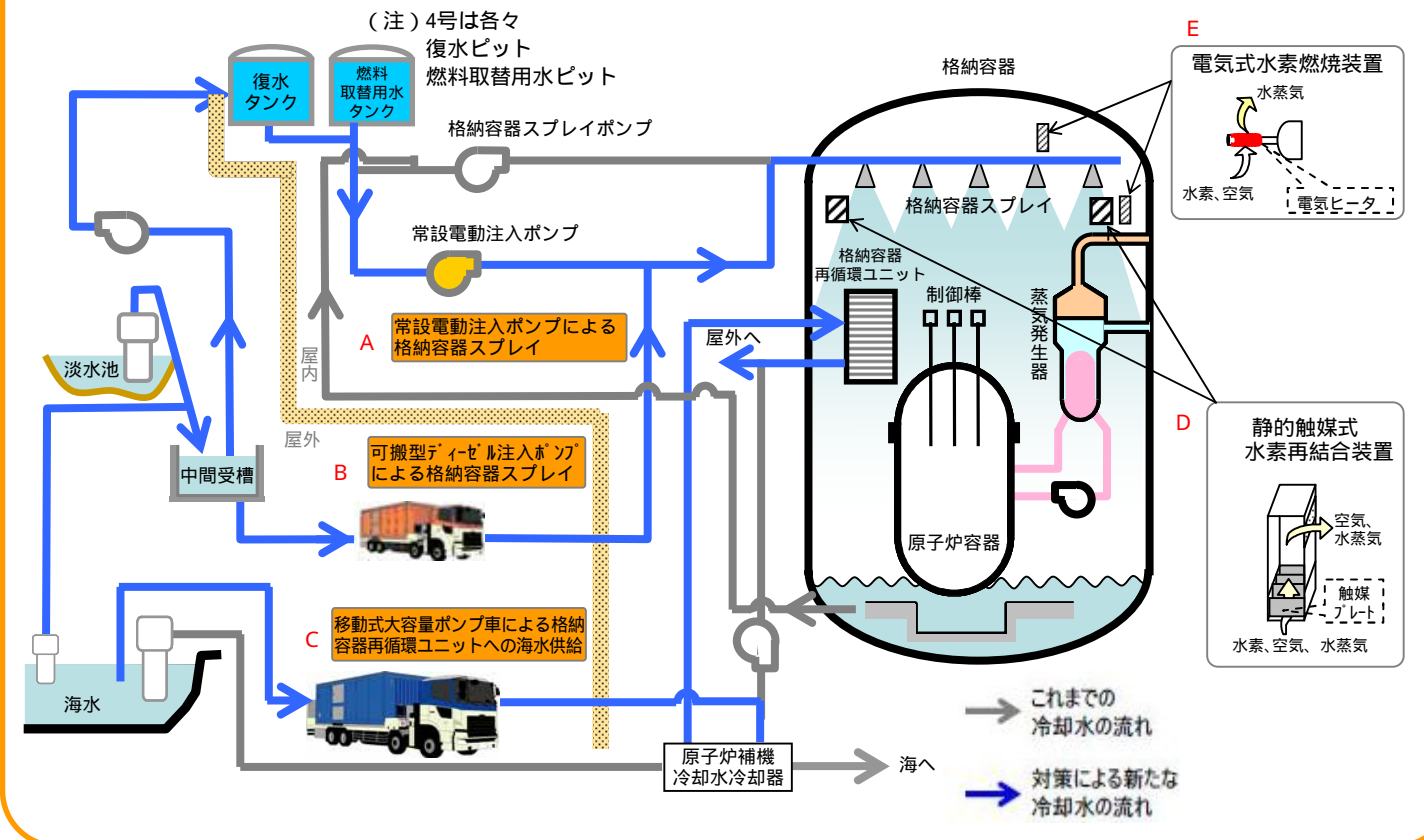 (注)4号は各々
復水ピット
燃料取替用水ピット
復水
タンク
燃料
取替用水
タンク
格納容器スプレイポンプ
常設電動注入ポンプ
A
常設電動注入ポンプによる
格納容器スプレイ
屋内
屋外
淡水池
中間受槽
B
可搬型ディーゼル注入ポンプ
による格納容器スプレイ
C
移動式大容量ポンプ車による格納
容器再循環ユニットへの海水供給
海水
原子炉補機
冷却水冷却器
海へ
屋外へ
格納容器
格納容器スプレイ
格納容器
再循環ユニット
制御棒
蒸気発生器
原子炉容器
E
電気式水素燃焼装置
水蒸気
水素、空気
電気ヒータ
D
静的触媒式
水素再結合装置
空気、
水蒸気
触媒
プレート
水素、空気、水蒸気
これまでの
冷却水の流れ
対策による新たな
冷却水の流れ